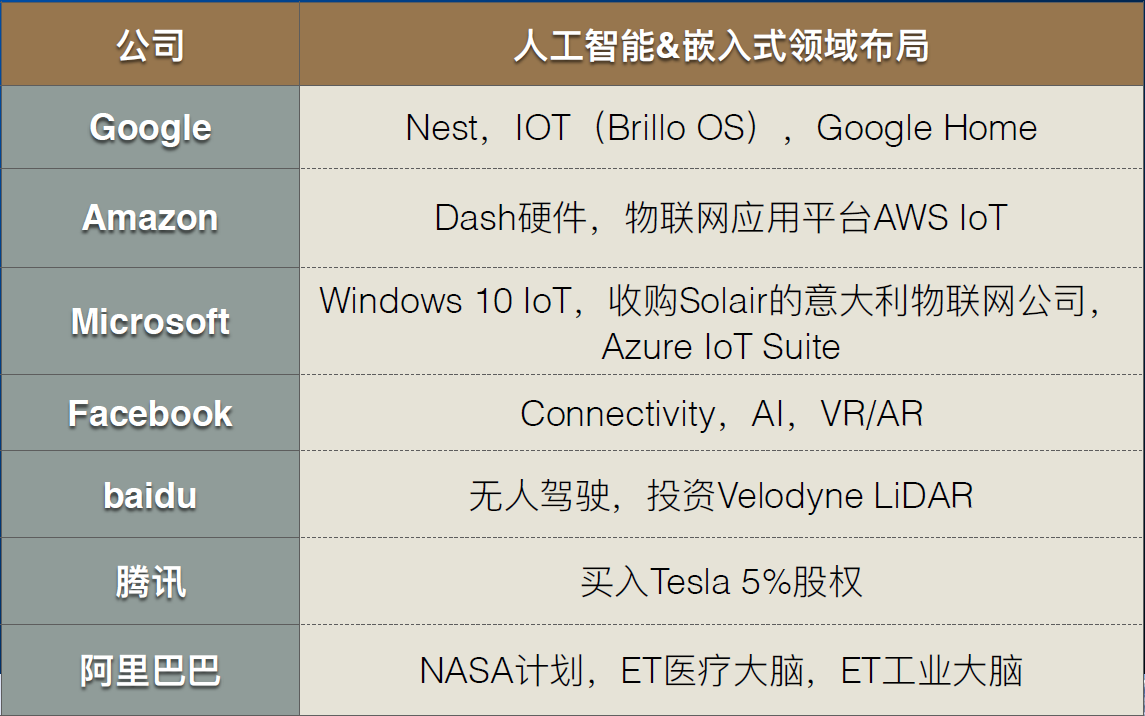 公司 人工智能&嵌入式领域布局
Google Nest，IOT（Brillo OS），Google Home
Amazon Dash硬件，物联网应用平台AWS IoT
Microsoft Windows 10 IoT，收购Solair的意大利物联网公司，
Azure IoT Suite
Facebook Connectivity，AI，VR/AR
baidu 无人驾驶，投资Velodyne LiDAR
腾讯 买入Tesla 5%股权
阿里巴巴 NASA计划，ET医疗大脑，ET工业大脑